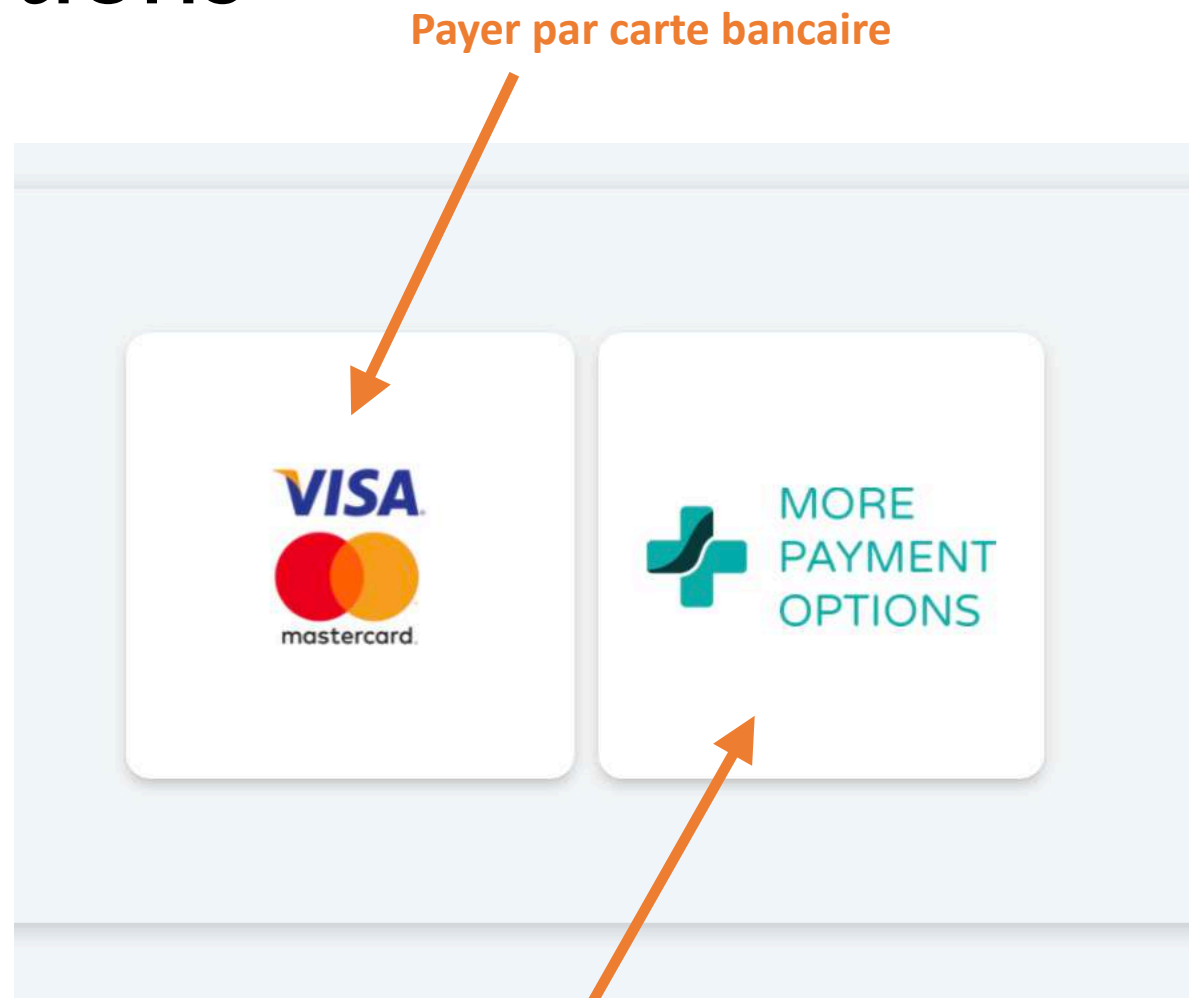 Payer par carte bancaire
VISA
mastercard
MORE
PAYMENT
OPTIONS